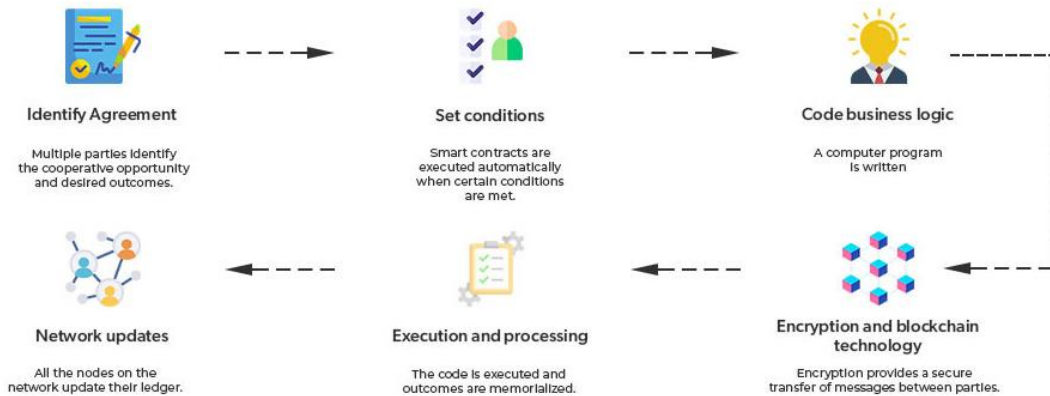 Identify Agreement
Multiple parties identify
the cooperative opportunity
and desired outcomes.
Set conditions
Smart contracts are
executed automatically
when certain conditions
are met.
Code business logic
A computer program
is written
Encryption and blockchain
technology
Encryption provides a secure
transfer of messages between parties.
Execution and processing
The code is executed and
outcomes are memorialized.
Network updates
All the nodes on the
network update their ledger.